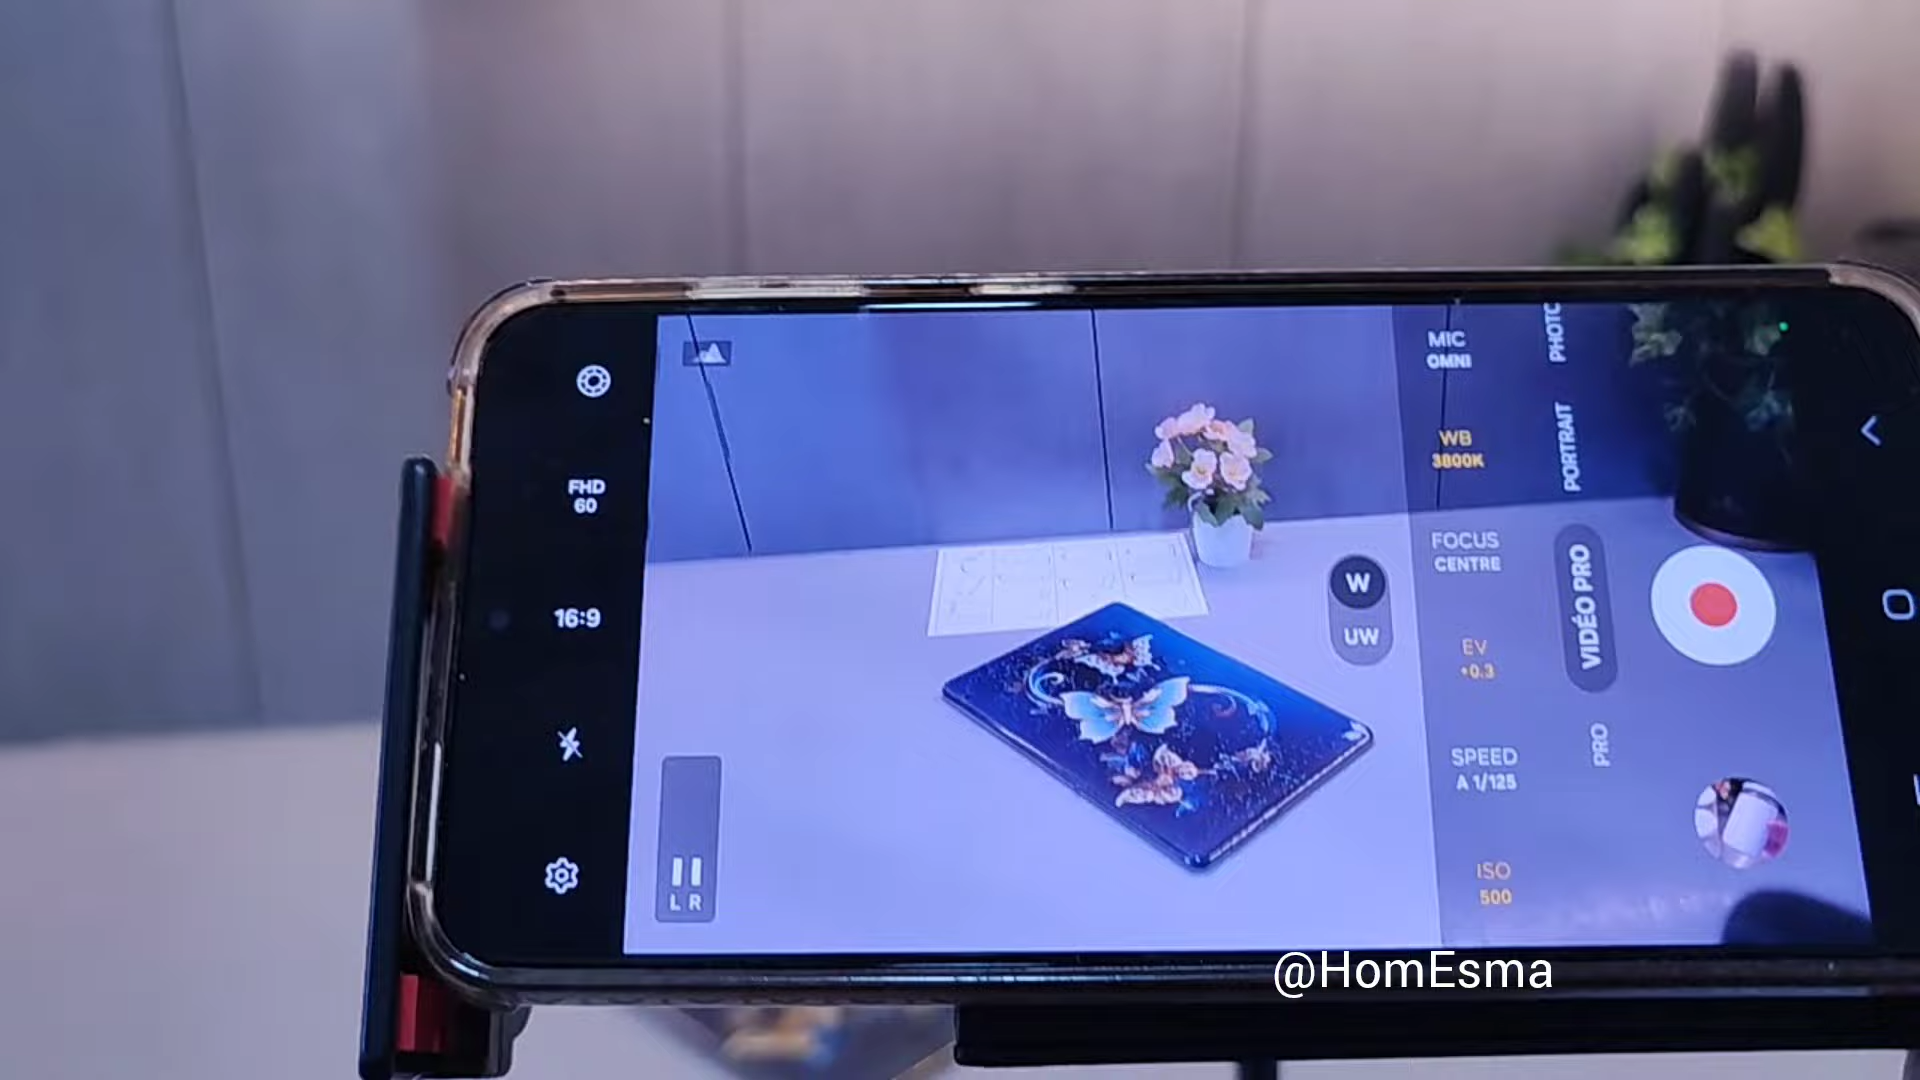 FHD
60
16:9
L R
W
UW
MIC
OMNI
WB
3800K
FOCUS
CENTRE
EV
+0.3
SPEED
A 1/125
ISO
500
PHOTO
PORTRAIT
VIDÉO PRO
PRO
@HomEsma